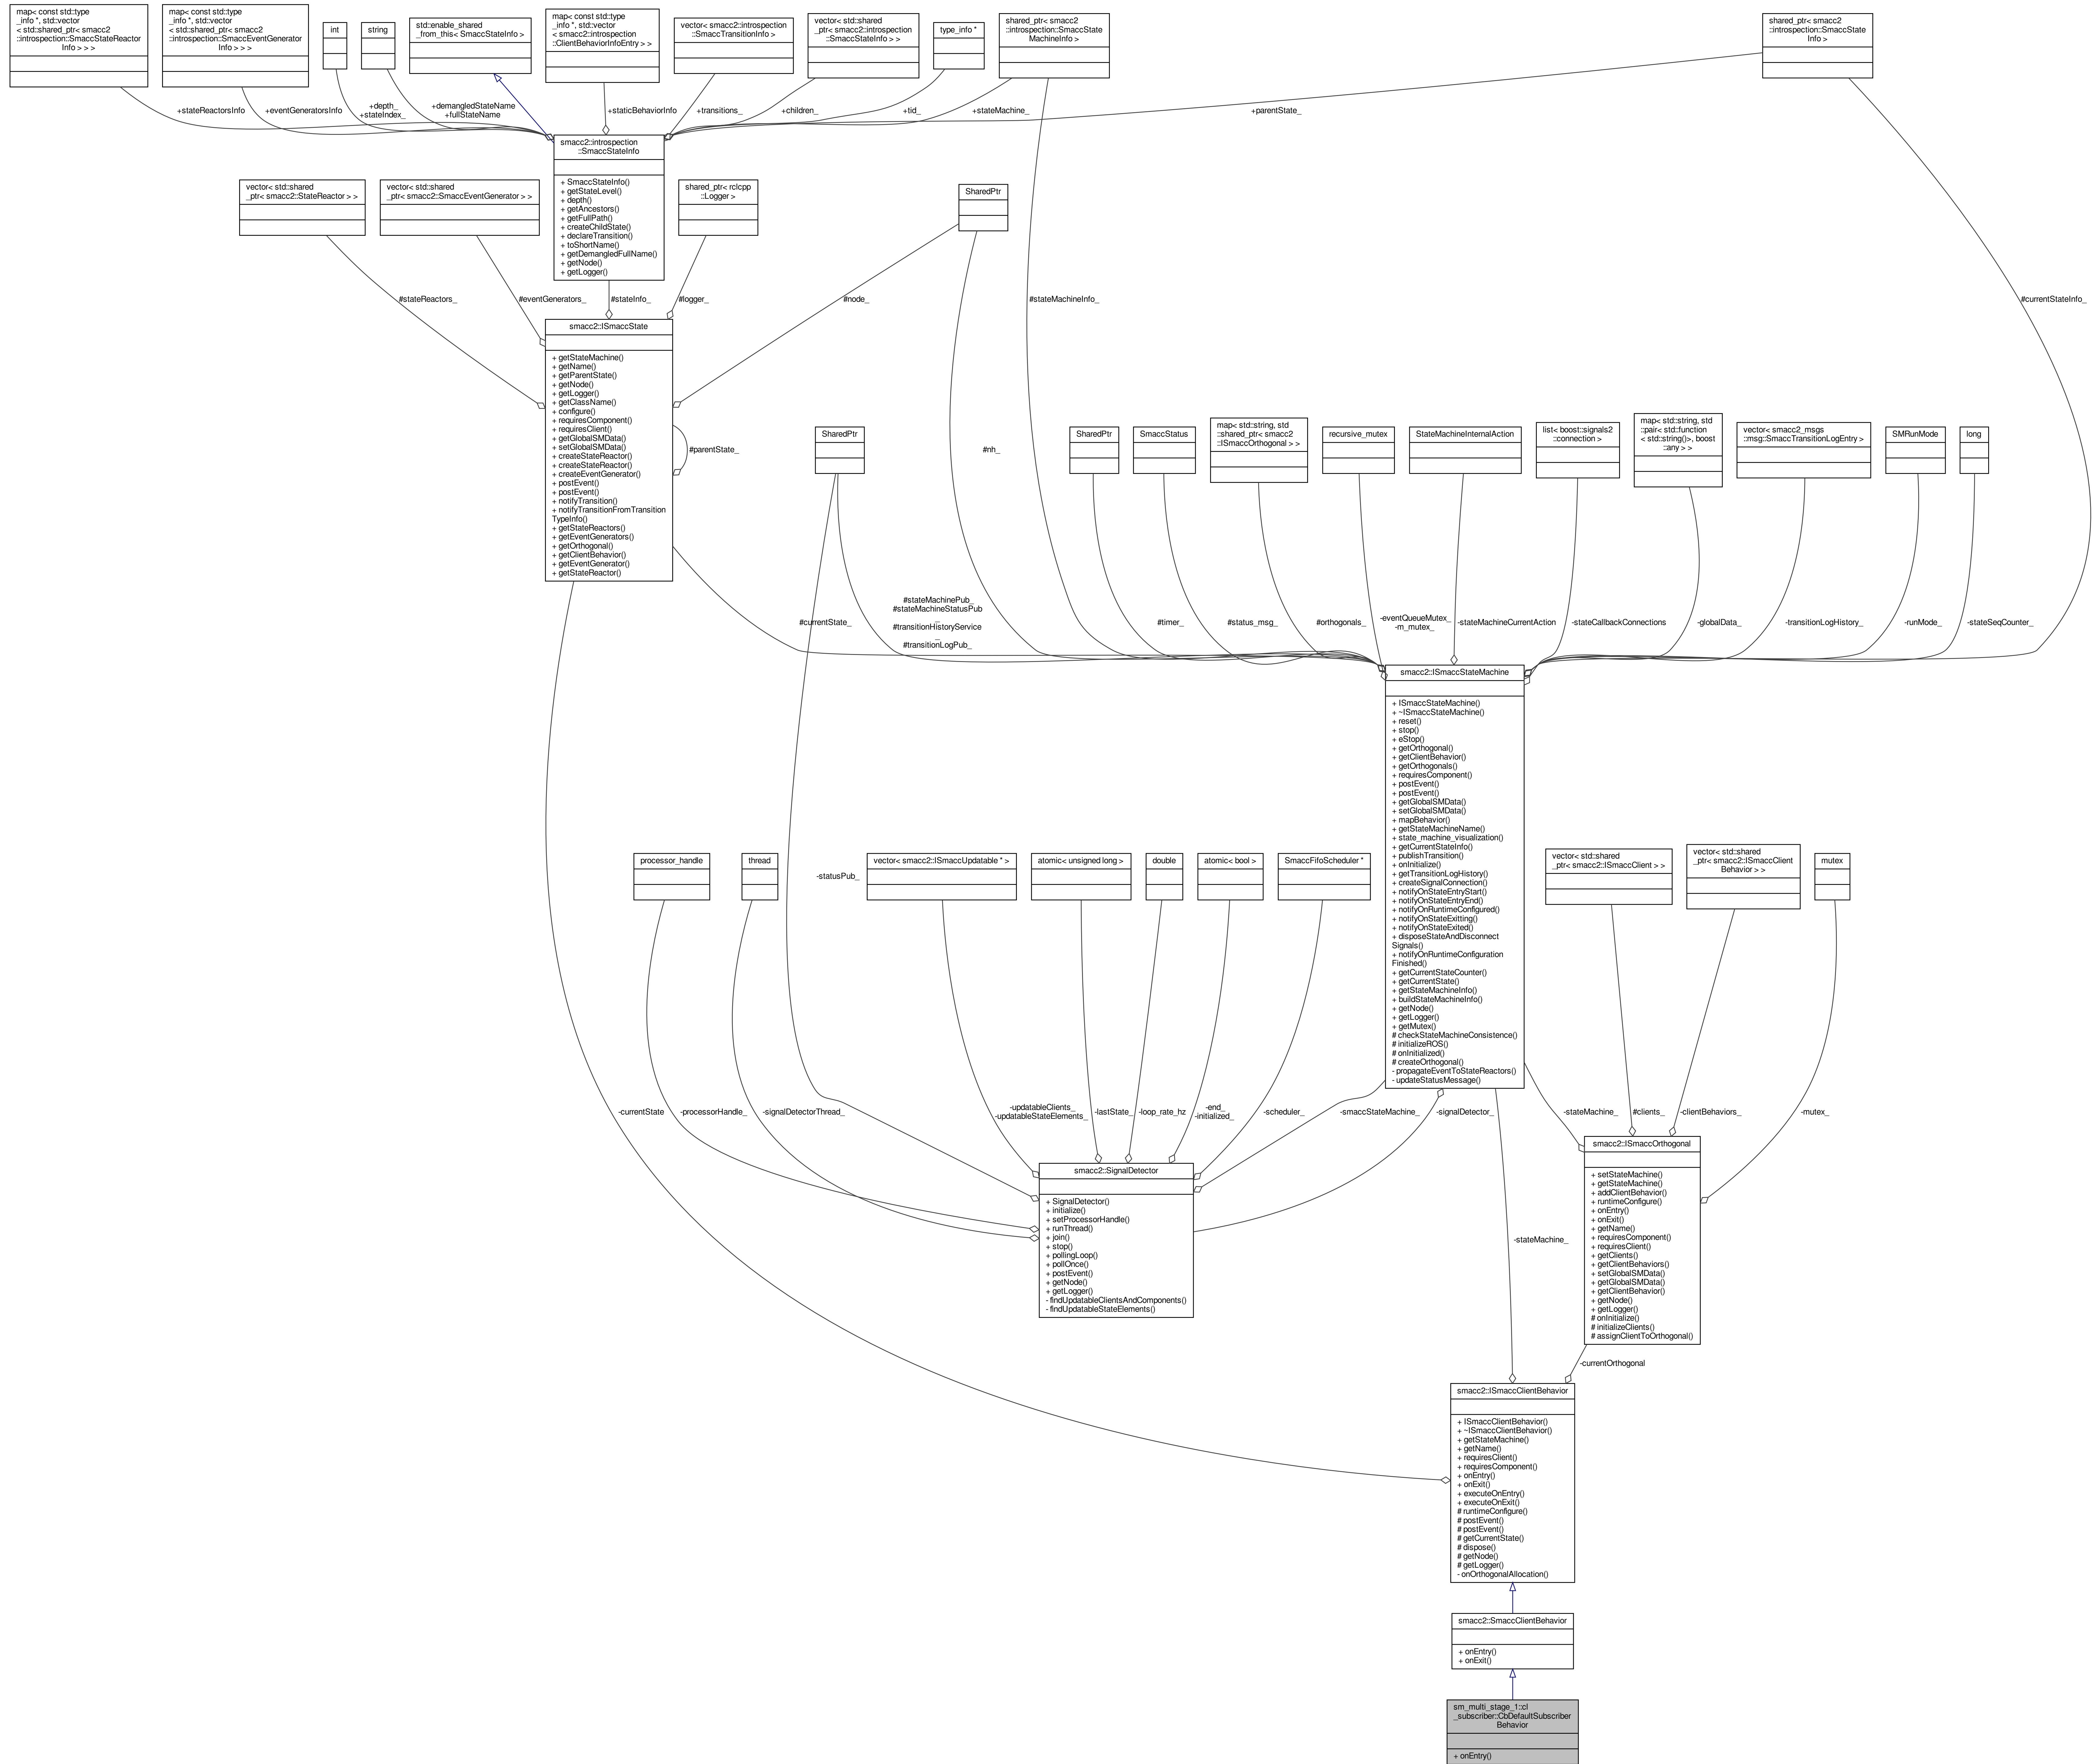 map< const std::type
_info *, std::vector
< std::shared_ptr< smacc2
::introspection::SmaccStateReactor
Info > > >
map< const std::type
_info *, std::vector
< std::shared_ptr< smacc2
::introspection::SmaccEventGenerator
Info > > >
int
string
std::enable_shared
_from_this< SmaccStateInfo >
map< const std::type
_info *, std::vector
< smacc2::introspection
::ClientBehaviorInfoEntry > >
vector< smacc2::introspection
::SmaccTransitionInfo >
vector< std::shared
_ptr< smacc2::introspection
::SmaccStateInfo > >
type_info *
shared_ptr< smacc2
::introspection::SmaccState
MachineInfo >
shared_ptr< smacc2
::introspection::SmaccState
Info >
+stateReactorsInfo
+eventGeneratorsInfo
+depth_
+stateIndex_
+demangledStateName
+fullStateName
+staticBehaviorInfo
+transitions_
+children_
+tid_
+stateMachine_
+parentState_
smacc2::introspection
::SmaccStateInfo
+ SmaccStateInfo()
+ getStateLevel()
+ depth()
+ getAncestors()
+ getFullPath()
+ createChildState()
+ declareTransition()
+ toShortName()
+ getDemangledFullName()
+ getNode()
+ getLogger()
vector< std::shared
_ptr< smacc2::StateReactor > >
vector< std::shared
_ptr< smacc2::SmaccEventGenerator > >
shared_ptr< rclcpp
::Logger >
SharedPtr
#stateReactors_
#eventGenerators_
#stateInfo_
#logger_
#node_
#stateMachineInfo_
#currentStateInfo_
smacc2::ISmaccState
+ getStateMachine()
+ getName()
+ getParentState()
+ getNode()
+ getLogger()
+ getClassName()
+ configure()
+ requiresComponent()
+ requiresClient()
+ getGlobalSMData()
+ setGlobalSMData()
+ createStateReactor()
+ createStateReactor()
+ createEventGenerator()
+ postEvent()
+ postEvent()
+ notifyTransition()
+ notifyTransitionFromTransition
TypeInfo()
+ getStateReactors()
+ getEventGenerators()
+ getOrthogonal()
+ getClientBehavior()
+ getEventGenerator()
+ getStateReactor()
#parentState_
SharedPtr
#nh_
SharedPtr
SmaccStatus
map< std::string, std
::shared_ptr< smacc2
::ISmaccOrthogonal > >
recursive_mutex
StateMachineInternalAction
list< boost::signals2
::connection >
map< std::string, std
::pair< std::function
< std::string()>, boost
::any > >
vector< smacc2_msgs
::msg::SmaccTransitionLogEntry >
SMRunMode
long
#currentState_
#stateMachinePub_
#stateMachineStatusPub
_
#transitionHistoryService
_
#transitionLogPub_
#timer_
#status_msg_
#orthogonals_
-eventQueueMutex_
-m_mutex_
-stateMachineCurrentAction
-stateCallbackConnections
-globalData_
-transitionLogHistory_
-runMode_
-stateSeqCounter_
smacc2::ISmaccStateMachine
+ ISmaccStateMachine()
+ ~ISmaccStateMachine()
+ reset()
+ stop()
+ eStop()
+ getOrthogonal()
+ getClientBehavior()
+ getOrthogonals()
+ requiresComponent()
+ postEvent()
+ postEvent()
+ getGlobalSMData()
+ setGlobalSMData()
+ mapBehavior()
+ getStateMachineName()
+ state_machine_visualization()
+ getCurrentStateInfo()
+ publishTransition()
+ onInitialize()
+ getTransitionLogHistory()
+ createSignalConnection()
+ notifyOnStateEntryStart()
+ notifyOnStateEntryEnd()
+ notifyOnRuntimeConfigured()
+ notifyOnStateExitting()
+ notifyOnStateExited()
+ disposeStateAndDisconnect
Signals()
+ notifyOnRuntimeConfiguration
Finished()
+ getCurrentStateCounter()
+ getCurrentState()
+ getStateMachineInfo()
+ buildStateMachineInfo()
+ getNode()
+ getLogger()
+ getMutex()
# checkStateMachineConsistence()
# initializeROS()
# onInitialized()
# createOrthogonal()
- propagateEventToStateReactors()
- updateStatusMessage()
processor_handle
thread
-statusPub_
vector< smacc2::ISmaccUpdatable * >
atomic< unsigned long >
double
atomic< bool >
SmaccFifoScheduler *
vector< std::shared
_ptr< smacc2::ISmaccClient > >
vector< std::shared
_ptr< smacc2::ISmaccClient
Behavior > >
mutex
-currentState
-processorHandle_
-signalDetectorThread_
-updatableClients_
-updatableStateElements_
-lastState_
-loop_rate_hz
-end_
-initialized_
-scheduler_
-smaccStateMachine_
-signalDetector_
-stateMachine_
#clients_
-clientBehaviors_
-mutex_
smacc2::SignalDetector
+ SignalDetector()
+ initialize()
+ setProcessorHandle()
+ runThread()
+ join()
+ stop()
+ pollingLoop()
+ pollOnce()
+ postEvent()
+ getNode()
+ getLogger()
- findUpdatableClientsAndComponents()
- findUpdatableStateElements()
smacc2::ISmaccOrthogonal
+ setStateMachine()
+ getStateMachine()
+ addClientBehavior()
+ runtimeConfigure()
+ onEntry()
+ onExit()
+ getName()
+ requiresComponent()
+ requiresClient()
+ getClients()
+ getClientBehaviors()
+ setGlobalSMData()
+ getGlobalSMData()
+ getClientBehavior()
+ getNode()
+ getLogger()
# onInitialize()
# initializeClients()
# assignClientToOrthogonal()
-stateMachine_
-currentOrthogonal
smacc2::ISmaccClientBehavior
+ ISmaccClientBehavior()
+ ~ISmaccClientBehavior()
+ getStateMachine()
+ getName()
+ requiresClient()
+ requiresComponent()
+ onEntry()
+ onExit()
+ executeOnEntry()
+ executeOnExit()
# runtimeConfigure()
# postEvent()
# postEvent()
# getCurrentState()
# dispose()
# getNode()
# getLogger()
- onOrthogonalAllocation()
smacc2::SmaccClientBehavior
+ onEntry()
+ onExit()
sm_multi_stage_1::cl
_subscriber::CbDefaultSubscriber
Behavior
+ onEntry()